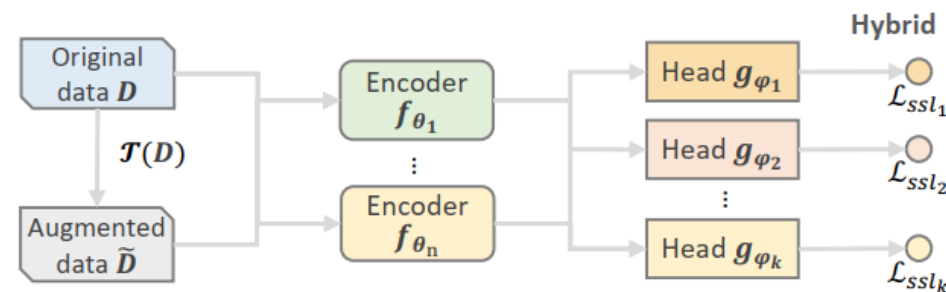 Hybrid
Original
data D
𝒯(D)
Augmented
data D̃
Encoder
f_θ₁
⋮
Encoder
f_θₙ
Head g_φ₁
Head g_φ₂
⋮
Head g_φₖ
ℒ_ssl₁
ℒ_ssl₂
ℒ_sslₖ